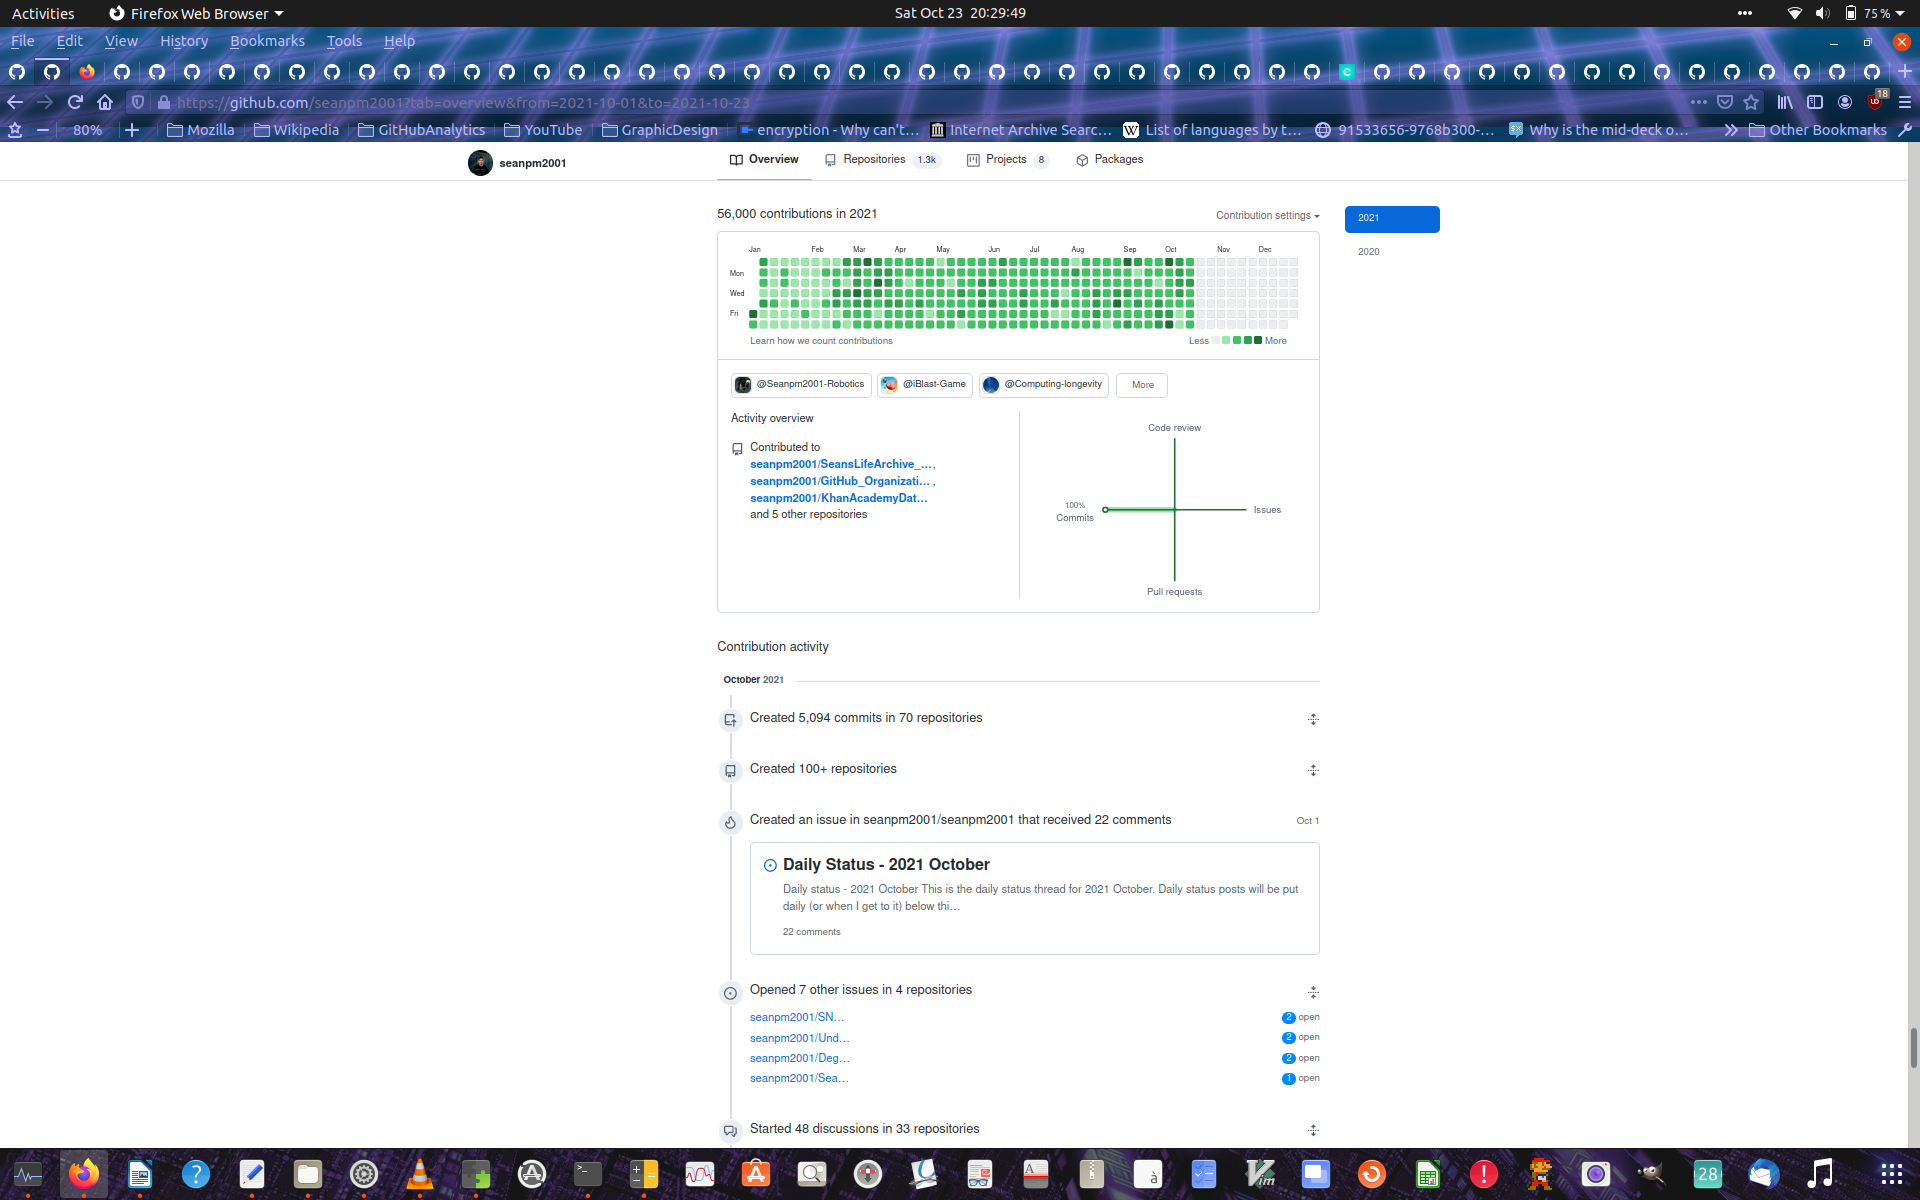 Activities
Firefox Web Browser
Sat Oct 23 20:29:49
75 %
File Edit View History Bookmarks Tools Help
https://github.com/seanpm2001?tab=overview&from=2021-10-01&to=2021-10-23
18
80%
Mozilla
Wikipedia
GitHubAnalytics
YouTube
GraphicDesign
encryption - Why can't…
Internet Archive Searc…
List of languages by t…
91533656-9768b300-…
Why is the mid-deck o…
Other Bookmarks
seanpm2001
Overview
Repositories 1.3k
Projects 8
Packages
56,000 contributions in 2021
Contribution settings
2021
2020
Jan Feb Mar Apr May Jun Jul Aug Sep Oct Nov Dec
Mon
Wed
Fri
Learn how we count contributions
Less More
@Seanpm2001-Robotics
@iBlast-Game
@Computing-longevity
More
Activity overview
Contributed to
seanpm2001/SeansLifeArchive_…,
seanpm2001/GitHub_Organizati… ,
seanpm2001/KhanAcademyDat…
and 5 other repositories
Code review
100%
Commits
Issues
Pull requests
Contribution activity
October 2021
Created 5,094 commits in 70 repositories
Created 100+ repositories
Created an issue in seanpm2001/seanpm2001 that received 22 comments
Oct 1
Daily Status - 2021 October
Daily status - 2021 October This is the daily status thread for 2021 October. Daily status posts will be put
daily (or when I get to it) below thi…
22 comments
Opened 7 other issues in 4 repositories
seanpm2001/SN…
2 open
seanpm2001/Und…
2 open
seanpm2001/Deg…
2 open
seanpm2001/Sea…
1 open
Started 48 discussions in 33 repositories
28